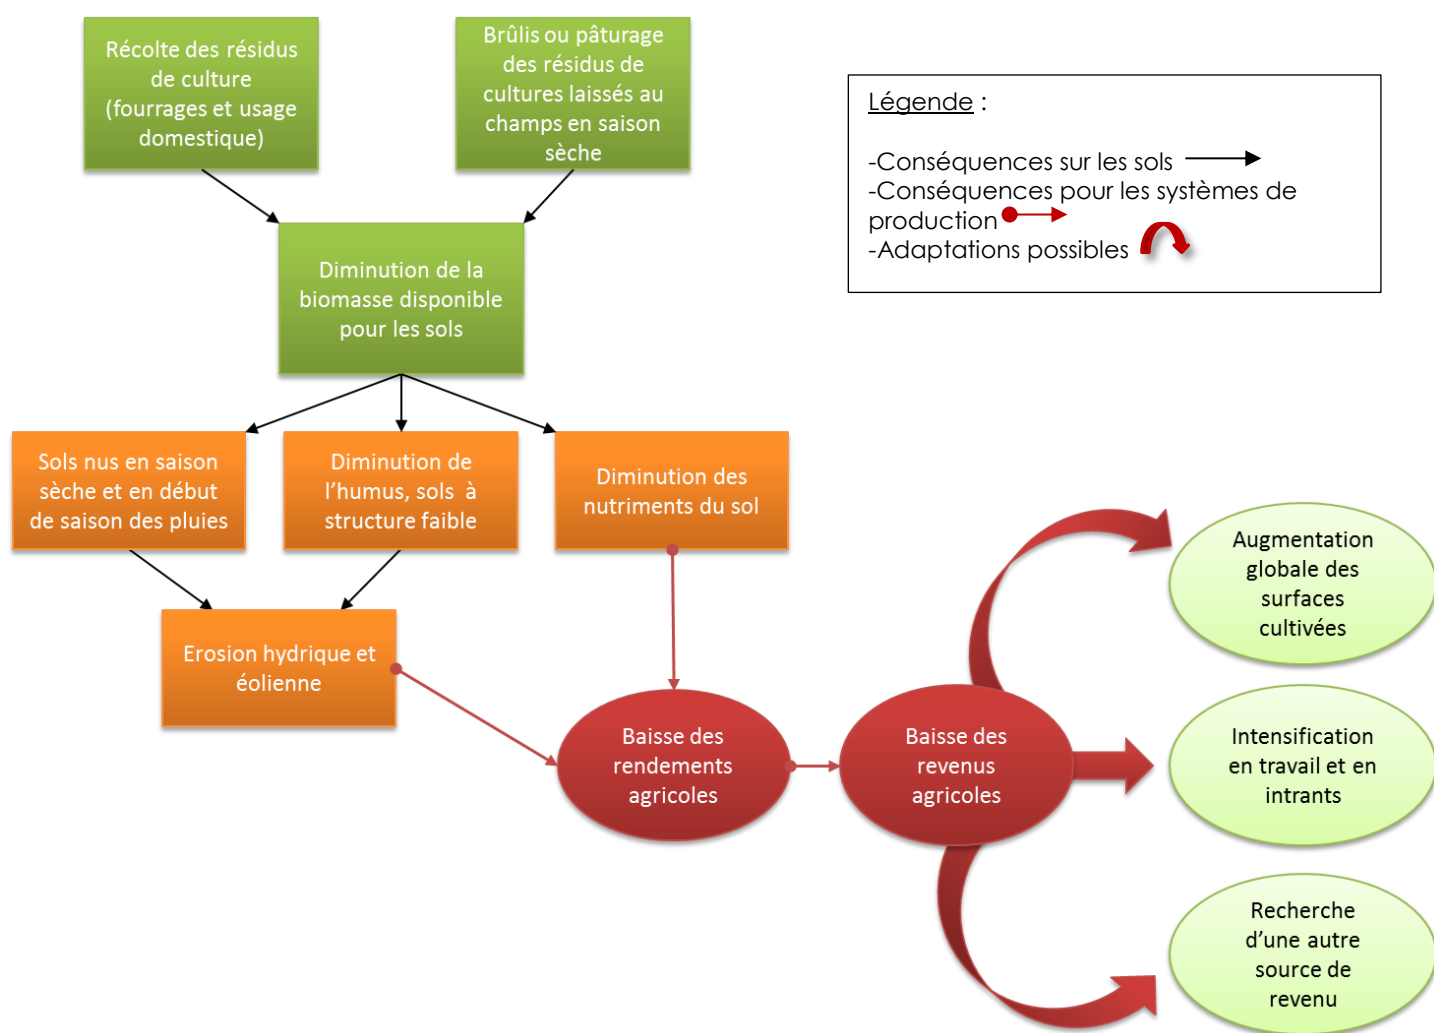 Récolte des résidus
de culture
(fourrages et usage
domestique)
Brûlis ou pâturage
des résidus de
cultures laissés au
champs en saison
sèche
Légende :
-Conséquences sur les sols
-Conséquences pour les systèmes de
production
-Adaptations possibles
Diminution de la
biomasse disponible
pour les sols
Sols nus en saison
sèche et en début
de saison des pluies
Diminution de
l’humus, sols à
structure faible
Diminution des
nutriments du sol
Erosion hydrique et
éolienne
Baisse des
rendements
agricoles
Baisse des
revenus
agricoles
Augmentation
globale des
surfaces
cultivées
Intensification
en travail et en
intrants
Recherche
d’une autre
source de
revenu